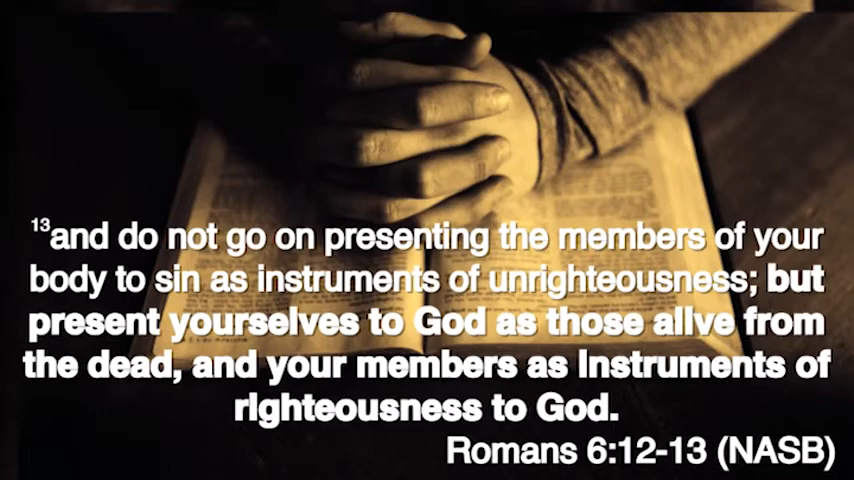 13and do not go on presenting the members of your
body to sin as instruments of unrighteousness; but
present yourselves to God as those alive from
the dead, and your members as instruments of
righteousness to God.
Romans 6:12-13 (NASB)